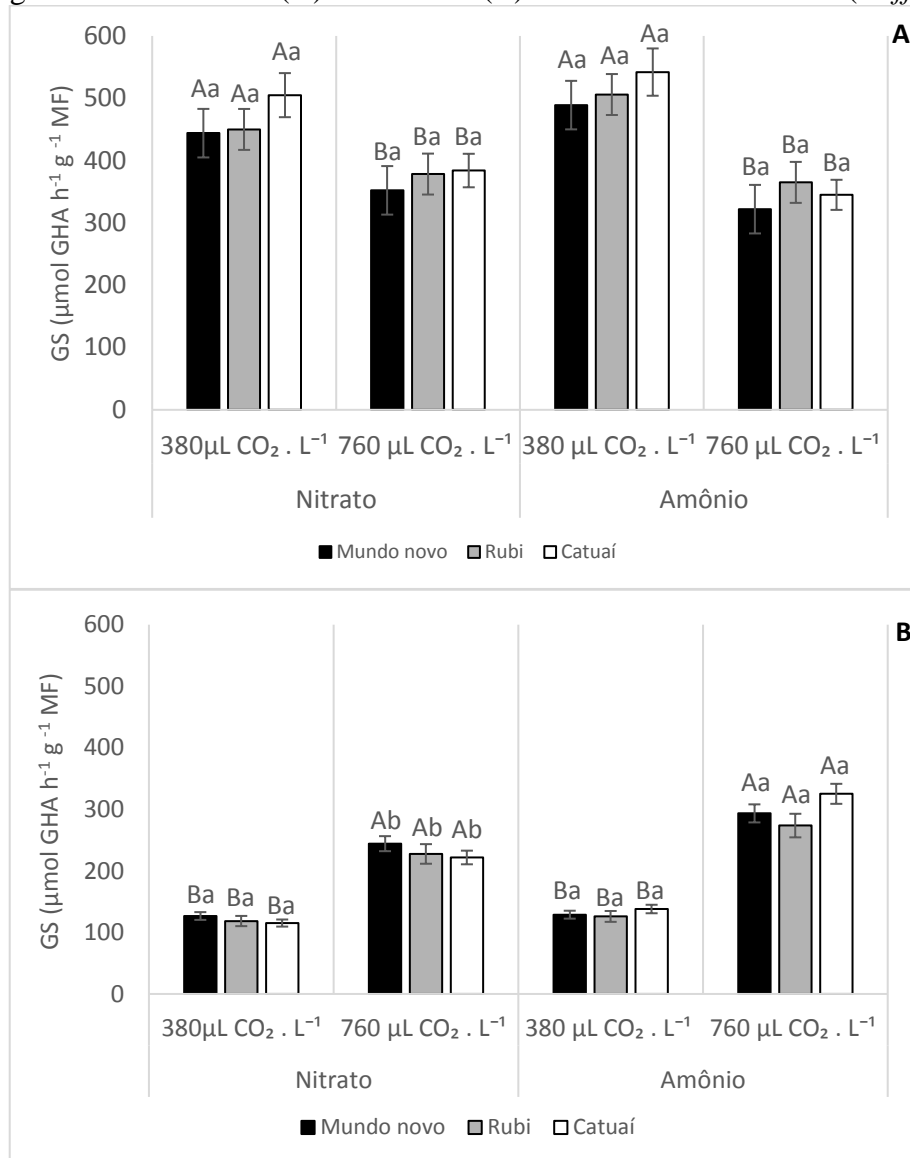 600 A
500
400
300
200
100
0
GS (µmol GHA h⁻¹ g ⁻¹ MF)
Aa Aa Aa Ba Ba Ba Aa Aa Aa Ba Ba Ba
380µL CO₂ . L⁻¹ 760 µL CO₂ . L⁻¹ 380 µL CO₂ . L⁻¹ 760 µL CO₂ . L⁻¹
Nitrato Amônio
Mundo novo Rubi Catuaí
600 B
500
400
300
200
100
0
GS (µmol GHA h⁻¹ g ⁻¹ MF)
Ba Ba Ba Ab Ab Ab Ba Ba Ba Aa Aa Aa
380µL CO₂ . L⁻¹ 760 µL CO₂ . L⁻¹ 380 µL CO₂ . L⁻¹ 760 µL CO₂ . L⁻¹
Nitrato Amônio
Mundo novo Rubi Catuaí